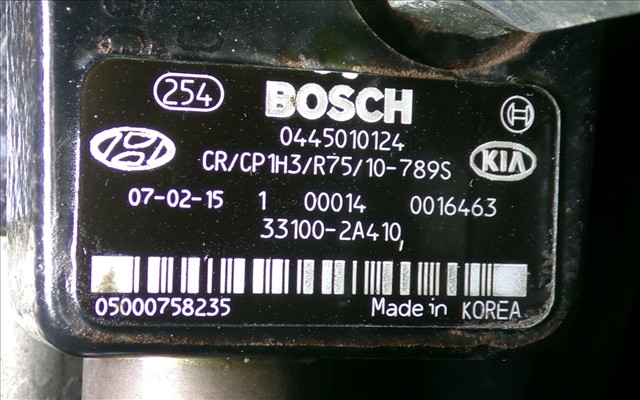 254 BOSCH
0445010124
CR/CP1H3/R75/10-789S KIA
07-02-15 1 00014 0016463
33100-2A410
05000758235 Made in KOREA